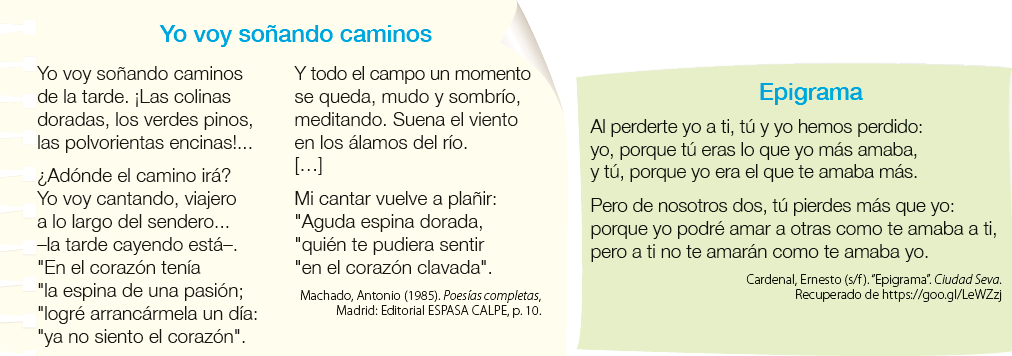 Yo voy soñando caminos
Yo voy soñando caminos
de la tarde. ¡Las colinas
doradas, los verdes pinos,
las polvorientas encinas!...
¿Adónde el camino irá?
Yo voy cantando, viajero
a lo largo del sendero...
–la tarde cayendo está–.
"En el corazón tenía
"la espina de una pasión;
"logré arrancármela un día:
"ya no siento el corazón".
Y todo el campo un momento
se queda, mudo y sombrío,
meditando. Suena el viento
en los álamos del río.
[…]
Mi cantar vuelve a plañir:
"Aguda espina dorada,
"quién te pudiera sentir
"en el corazón clavada".
Machado, Antonio (1985). Poesías completas,
Madrid: Editorial ESPASA CALPE, p. 10.
Epigrama
Al perderte yo a ti, tú y yo hemos perdido:
yo, porque tú eras lo que yo más amaba,
y tú, porque yo era el que te amaba más.
Pero de nosotros dos, tú pierdes más que yo:
porque yo podré amar a otras como te amaba a ti,
pero a ti no te amarán como te amaba yo.
Cardenal, Ernesto (s/f). “Epigrama”. Ciudad Seva.
Recuperado de https://goo.gl/LeWZzj